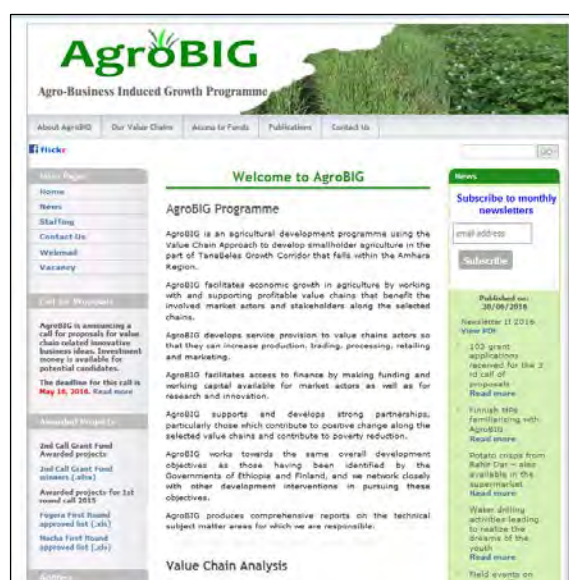 AgroBIG
Agro-Business Induced Growth Programme
About AgroBIG
Our Value Chains
Access to Funds
Publications
Contact Us
flickr
GO
Main Pages
Home
News
Staffing
Contact Us
Webmail
Vacancy
Call for Proposals
AgroBIG is announcing a
call for proposals for value
chain related innovative
business ideas. Investment
money is available for
potential candidates.
The deadline for this call is
May 16, 2016. Read more
Awarded Projects
2nd Call Grant Fund
Awarded projects
2nd Call Grant Fund
winners (.xlsx)
Awarded projects for 1st
round call 2015
Fogera First Round
approved list (.xls)
Mecha First Round
approved list (.xls)
Address
Welcome to AgroBIG
AgroBIG Programme
AgroBIG is an agricultural development programme using the
Value Chain Approach to develop smallholder agriculture in the
part of TanaBeles Growth Corridor that falls within the Amhara
Region.
AgroBIG facilitates economic growth in agriculture by working
with and supporting profitable value chains that benefit the
involved market actors and stakeholders along the selected
chains.
AgroBIG develops service provision to value chains actors so
that they can increase production, trading, processing, retailing
and marketing.
AgroBIG facilitates access to finance by making funding and
working capital available for market actors as well as for
research and innovation.
AgroBIG supports and develops strong partnerships,
particularly those which contribute to positive change along the
selected value chains and contribute to poverty reduction.
AgroBIG works towards the same overall development
objectives as those having been identified by the
Governments of Ethiopia and Finland, and we network closely
with other development interventions in pursuing these
objectives.
AgroBIG produces comprehensive reports on the technical
subject matter areas for which we are responsible.
Value Chain Analysis
News
Subscribe to monthly
newsletters
email address
Subscribe
Published on:
30/06/2016
Newsletter II 2016
View PDF
102 grant
applications
received for the 3
rd call of
proposals
Read more
Finnish MPs
familiarizing with
AgroBIG
Read more
Potato crisps from
Bahir Dar – also
available in the
supermarket
Read more
Water drilling
activities leading
to realize the
dreams of the
youth
Read more
Field events on